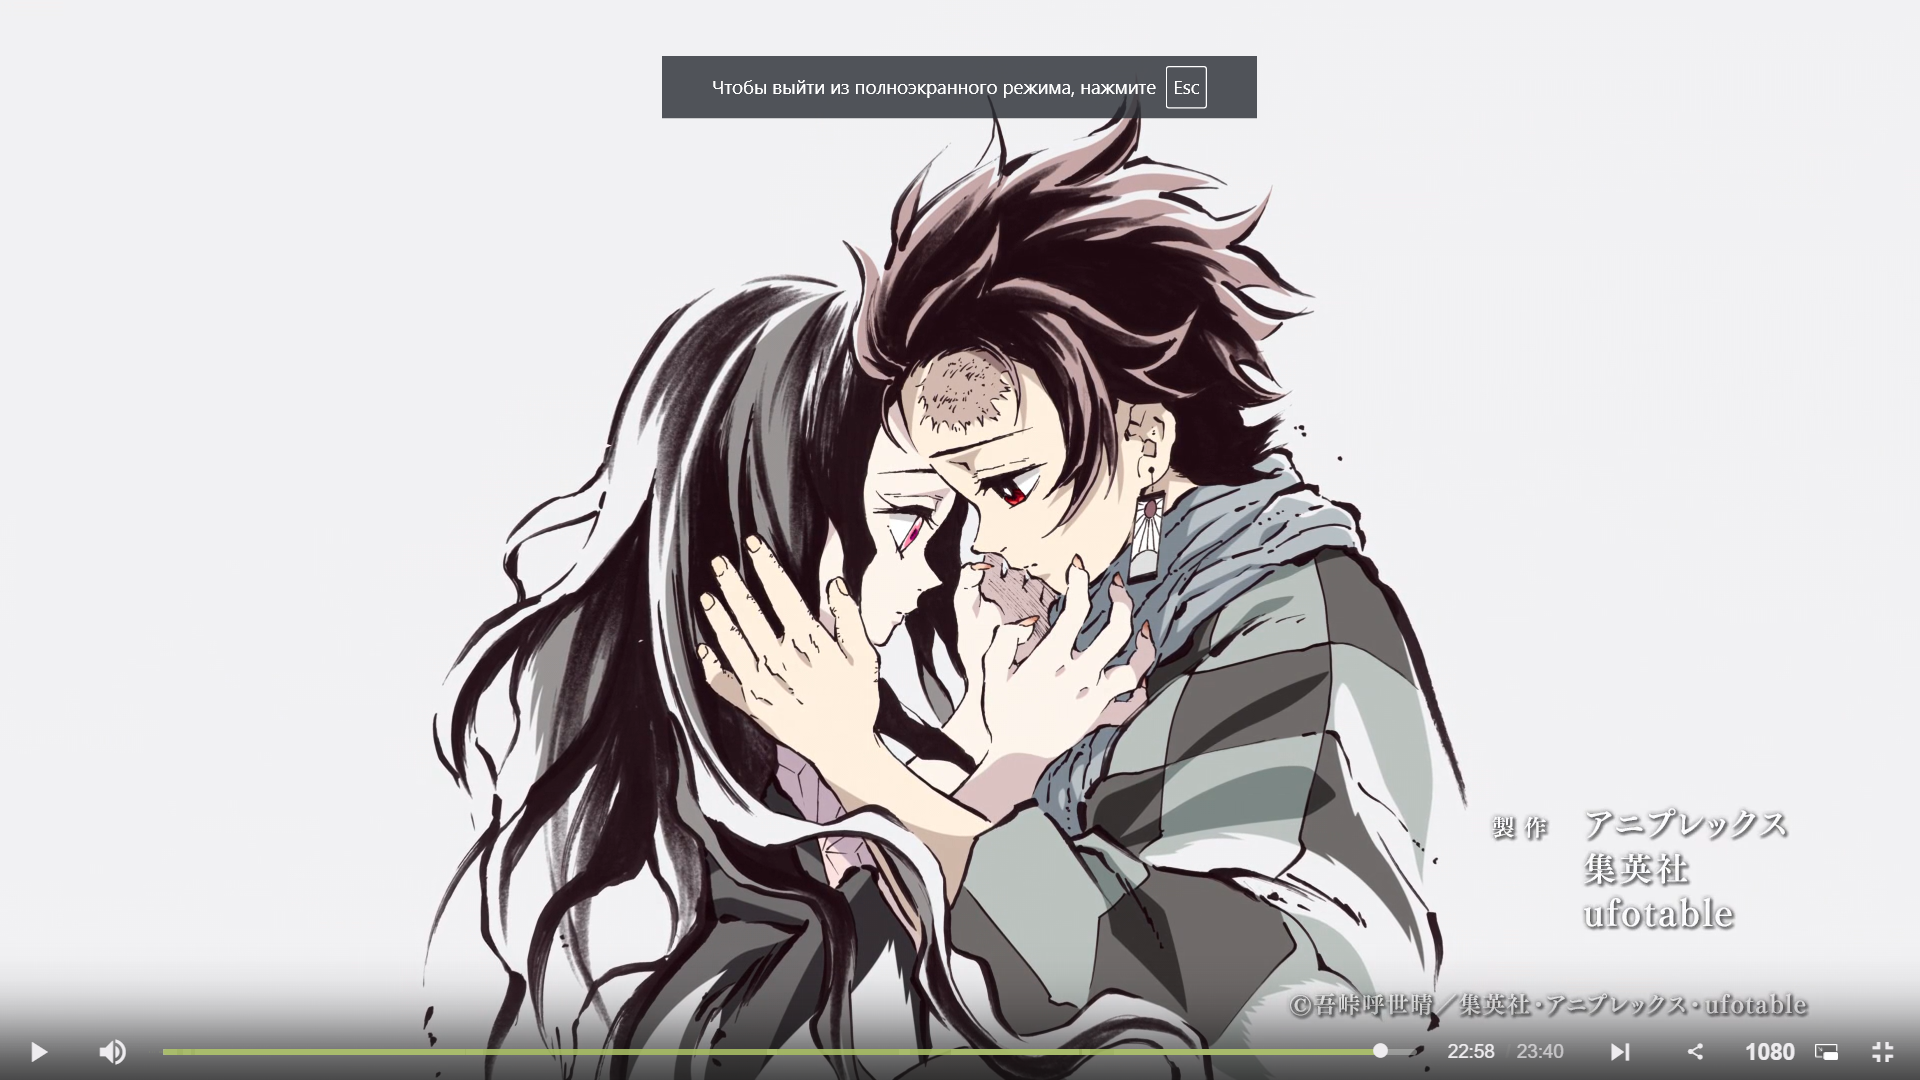 Чтобы выйти из полноэкранного режима, нажмите Esc
製作 アニプレックス
集英社
ufotable
©吾峠呼世晴／集英社・アニプレックス・ufotable
22:58 / 23:40 1080